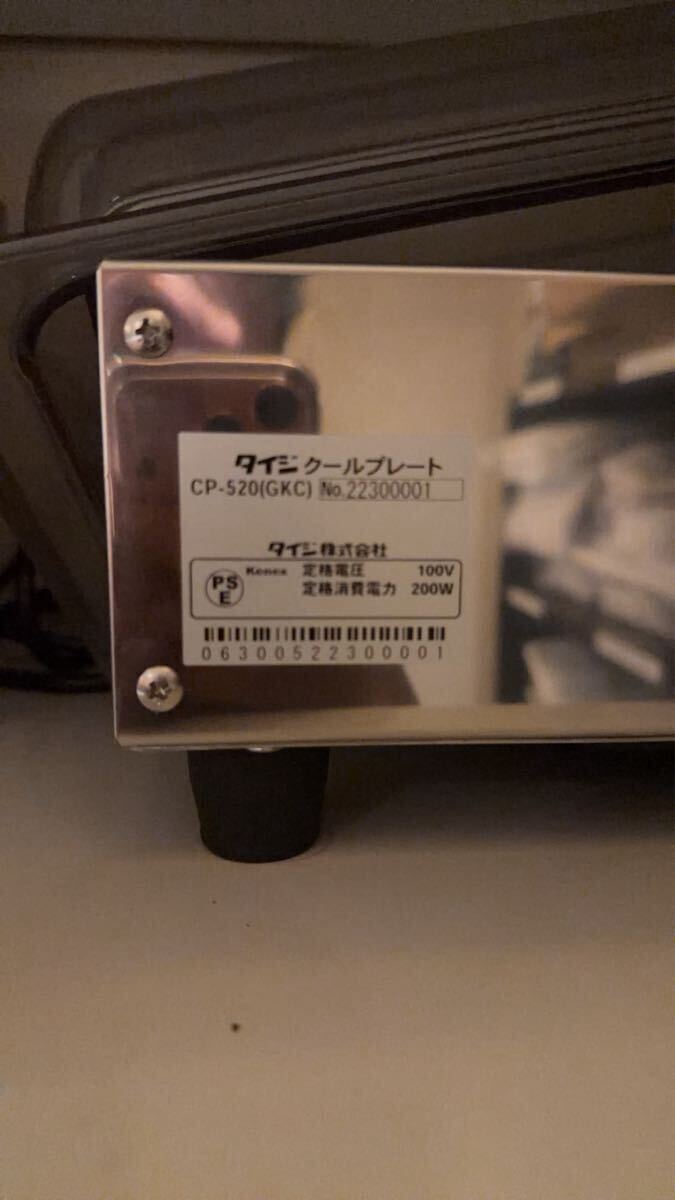 タイジ クールプレート
CP-520(GKC) No.22300001
タイジ株式会社
PSE Kenex 定格電圧 100V
定格消費電力 200W
06300522300001